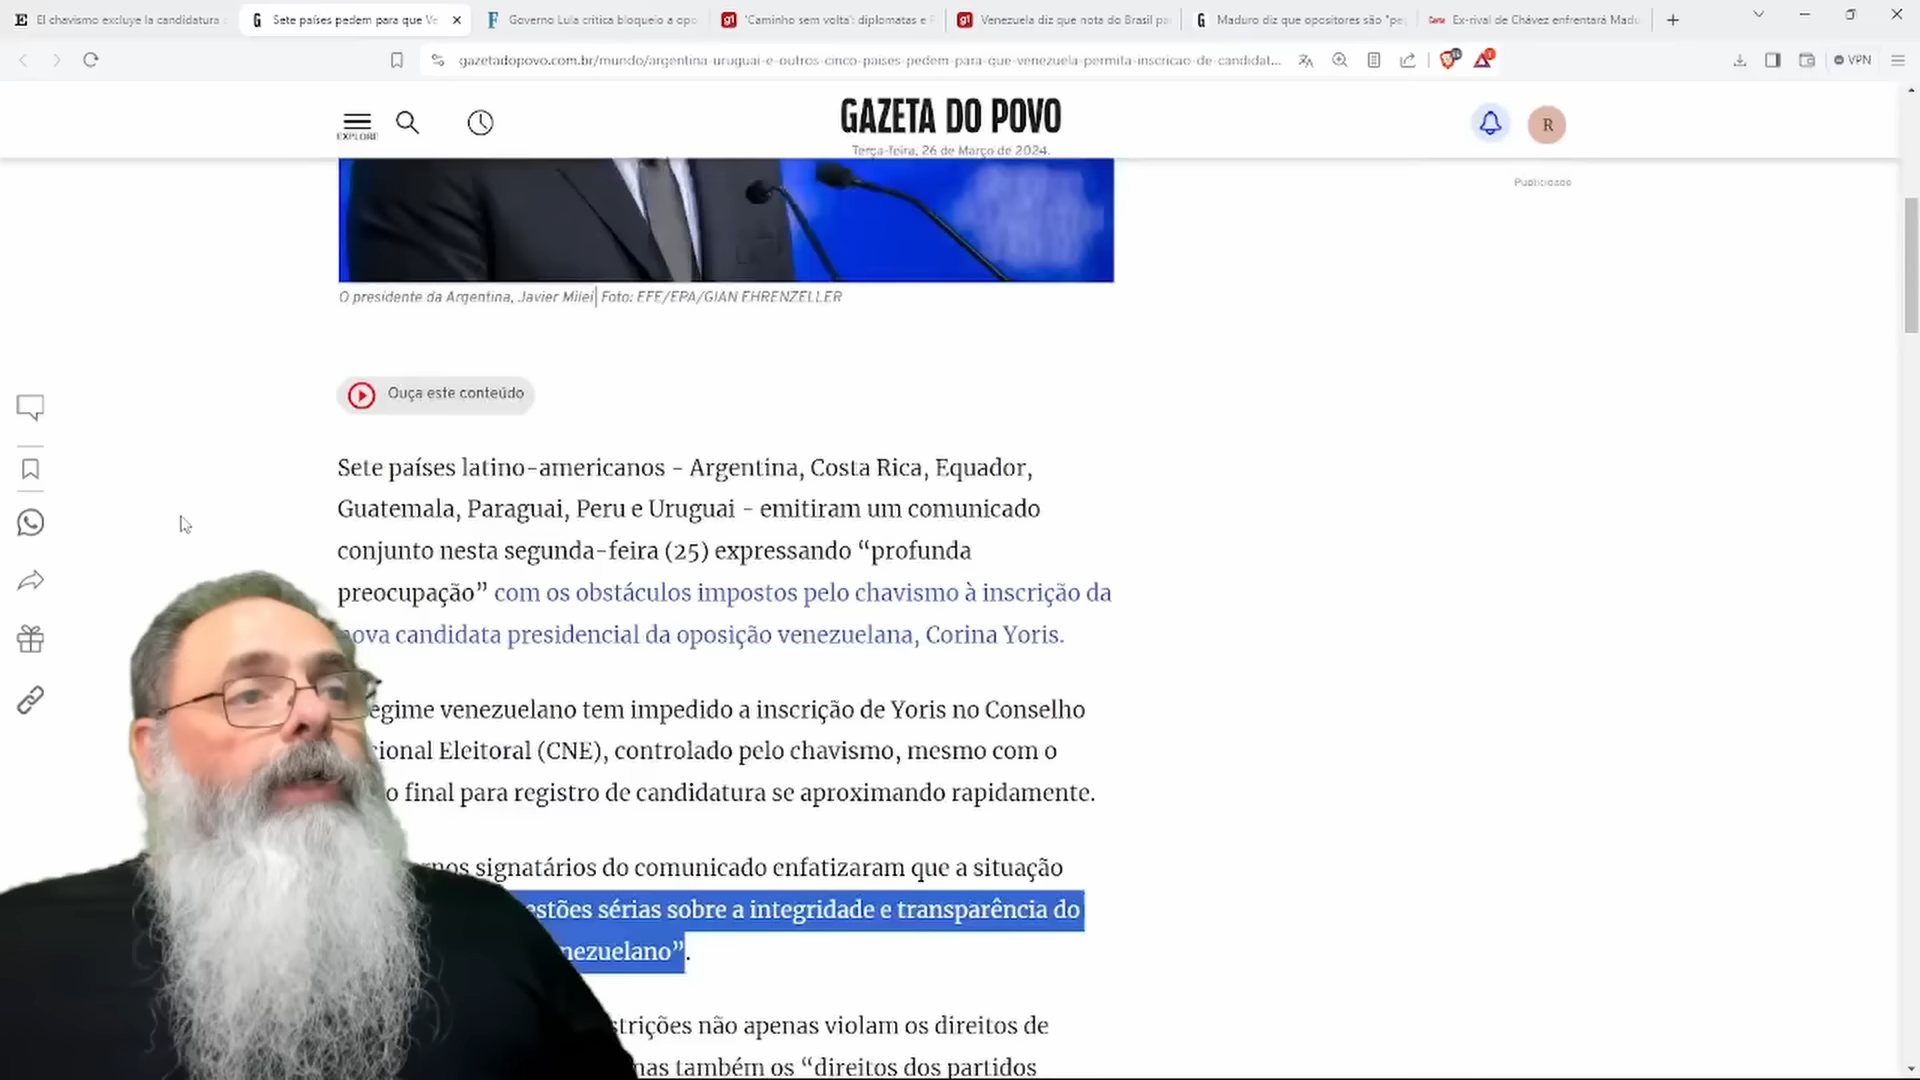 El chavismo excluye la candidatura
Sete países pedem para que Ve
Governo Lula critica bloqueio a opo
'Caminho sem volta': diplomatas e
Venezuela diz que nota do Brasil pa
Maduro diz que opositores são "pe
Ex-rival de Chávez enfrentará Madu
gazetadopovo.com.br/mundo/argentina-uruguai-e-outros-cinco-paises-pedem-para-que-venezuela-permita-inscricao-de-candidat...
VPN
EXPLORE
GAZETA DO POVO
Terça-feira, 26 de Março de 2024.
R
Publicidade
O presidente da Argentina, Javier Milei| Foto: EFE/EPA/GIAN EHRENZELLER
Ouça este conteúdo
Sete países latino-americanos - Argentina, Costa Rica, Equador,
Guatemala, Paraguai, Peru e Uruguai - emitiram um comunicado
conjunto nesta segunda-feira (25) expressando “profunda
preocupação” com os obstáculos impostos pelo chavismo à inscrição da
nova candidata presidencial da oposição venezuelana, Corina Yoris.
egime venezuelano tem impedido a inscrição de Yoris no Conselho
cional Eleitoral (CNE), controlado pelo chavismo, mesmo com o
o final para registro de candidatura se aproximando rapidamente.
rnos signatários do comunicado enfatizaram que a situação
estões sérias sobre a integridade e transparência do
nezuelano”.
strições não apenas violam os direitos de
mas também os “direitos dos partidos